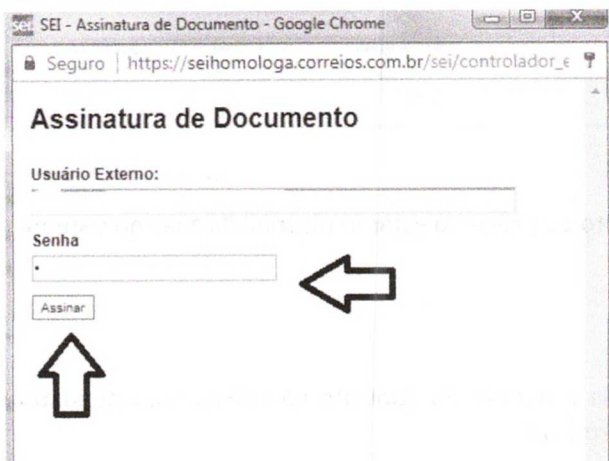 SEI - Assinatura de Documento - Google Chrome
Seguro | https://seihomologa.correios.com.br/sei/controlador_e
Assinatura de Documento
Usuário Externo:
Senha
Assinar